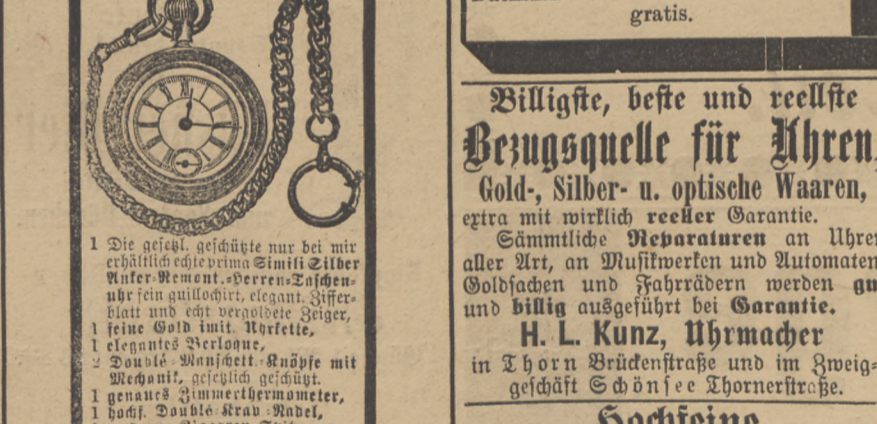 1 Die gesetzl. geschützte nur bei mir
erhältlich echte prima Simili Silber
Anker-Remont.-Herren-Taschen-
uhr fein guillochirt, elegant. Ziffer-
blatt und echt vergoldete Zeiger,
1 feine Gold imit. Uhrkette,
1 elegantes Berloque,
2 Doublé-Manschett.-Knöpfe mit
Mechanik, gesetzlich geschützt.
1 genaues Zimmerthermometer,
1 hochf. Doublé-Krav-Nadel,
gratis.
Billigste, beste und reellste
Bezugsquelle für Uhren,
Gold-, Silber- u. optische Waaren,
extra mit wirklich reeller Garantie.
Sämmtliche Reparaturen an Uhren
aller Art, an Musikwerken und Automaten
Goldsachen und Fahrrädern werden gu
und billig ausgeführt bei Garantie.
H. L. Kunz, Uhrmacher
in Thorn Brückenstraße und im Zweig-
geschäft Schönsee Thornerstraße.
Hochfeine